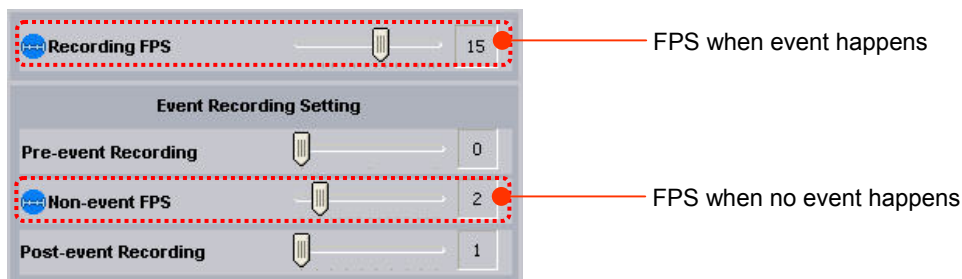 Recording FPS 15 FPS when event happens
Event Recording Setting
Pre-event Recording 0
Non-event FPS 2 FPS when no event happens
Post-event Recording 1